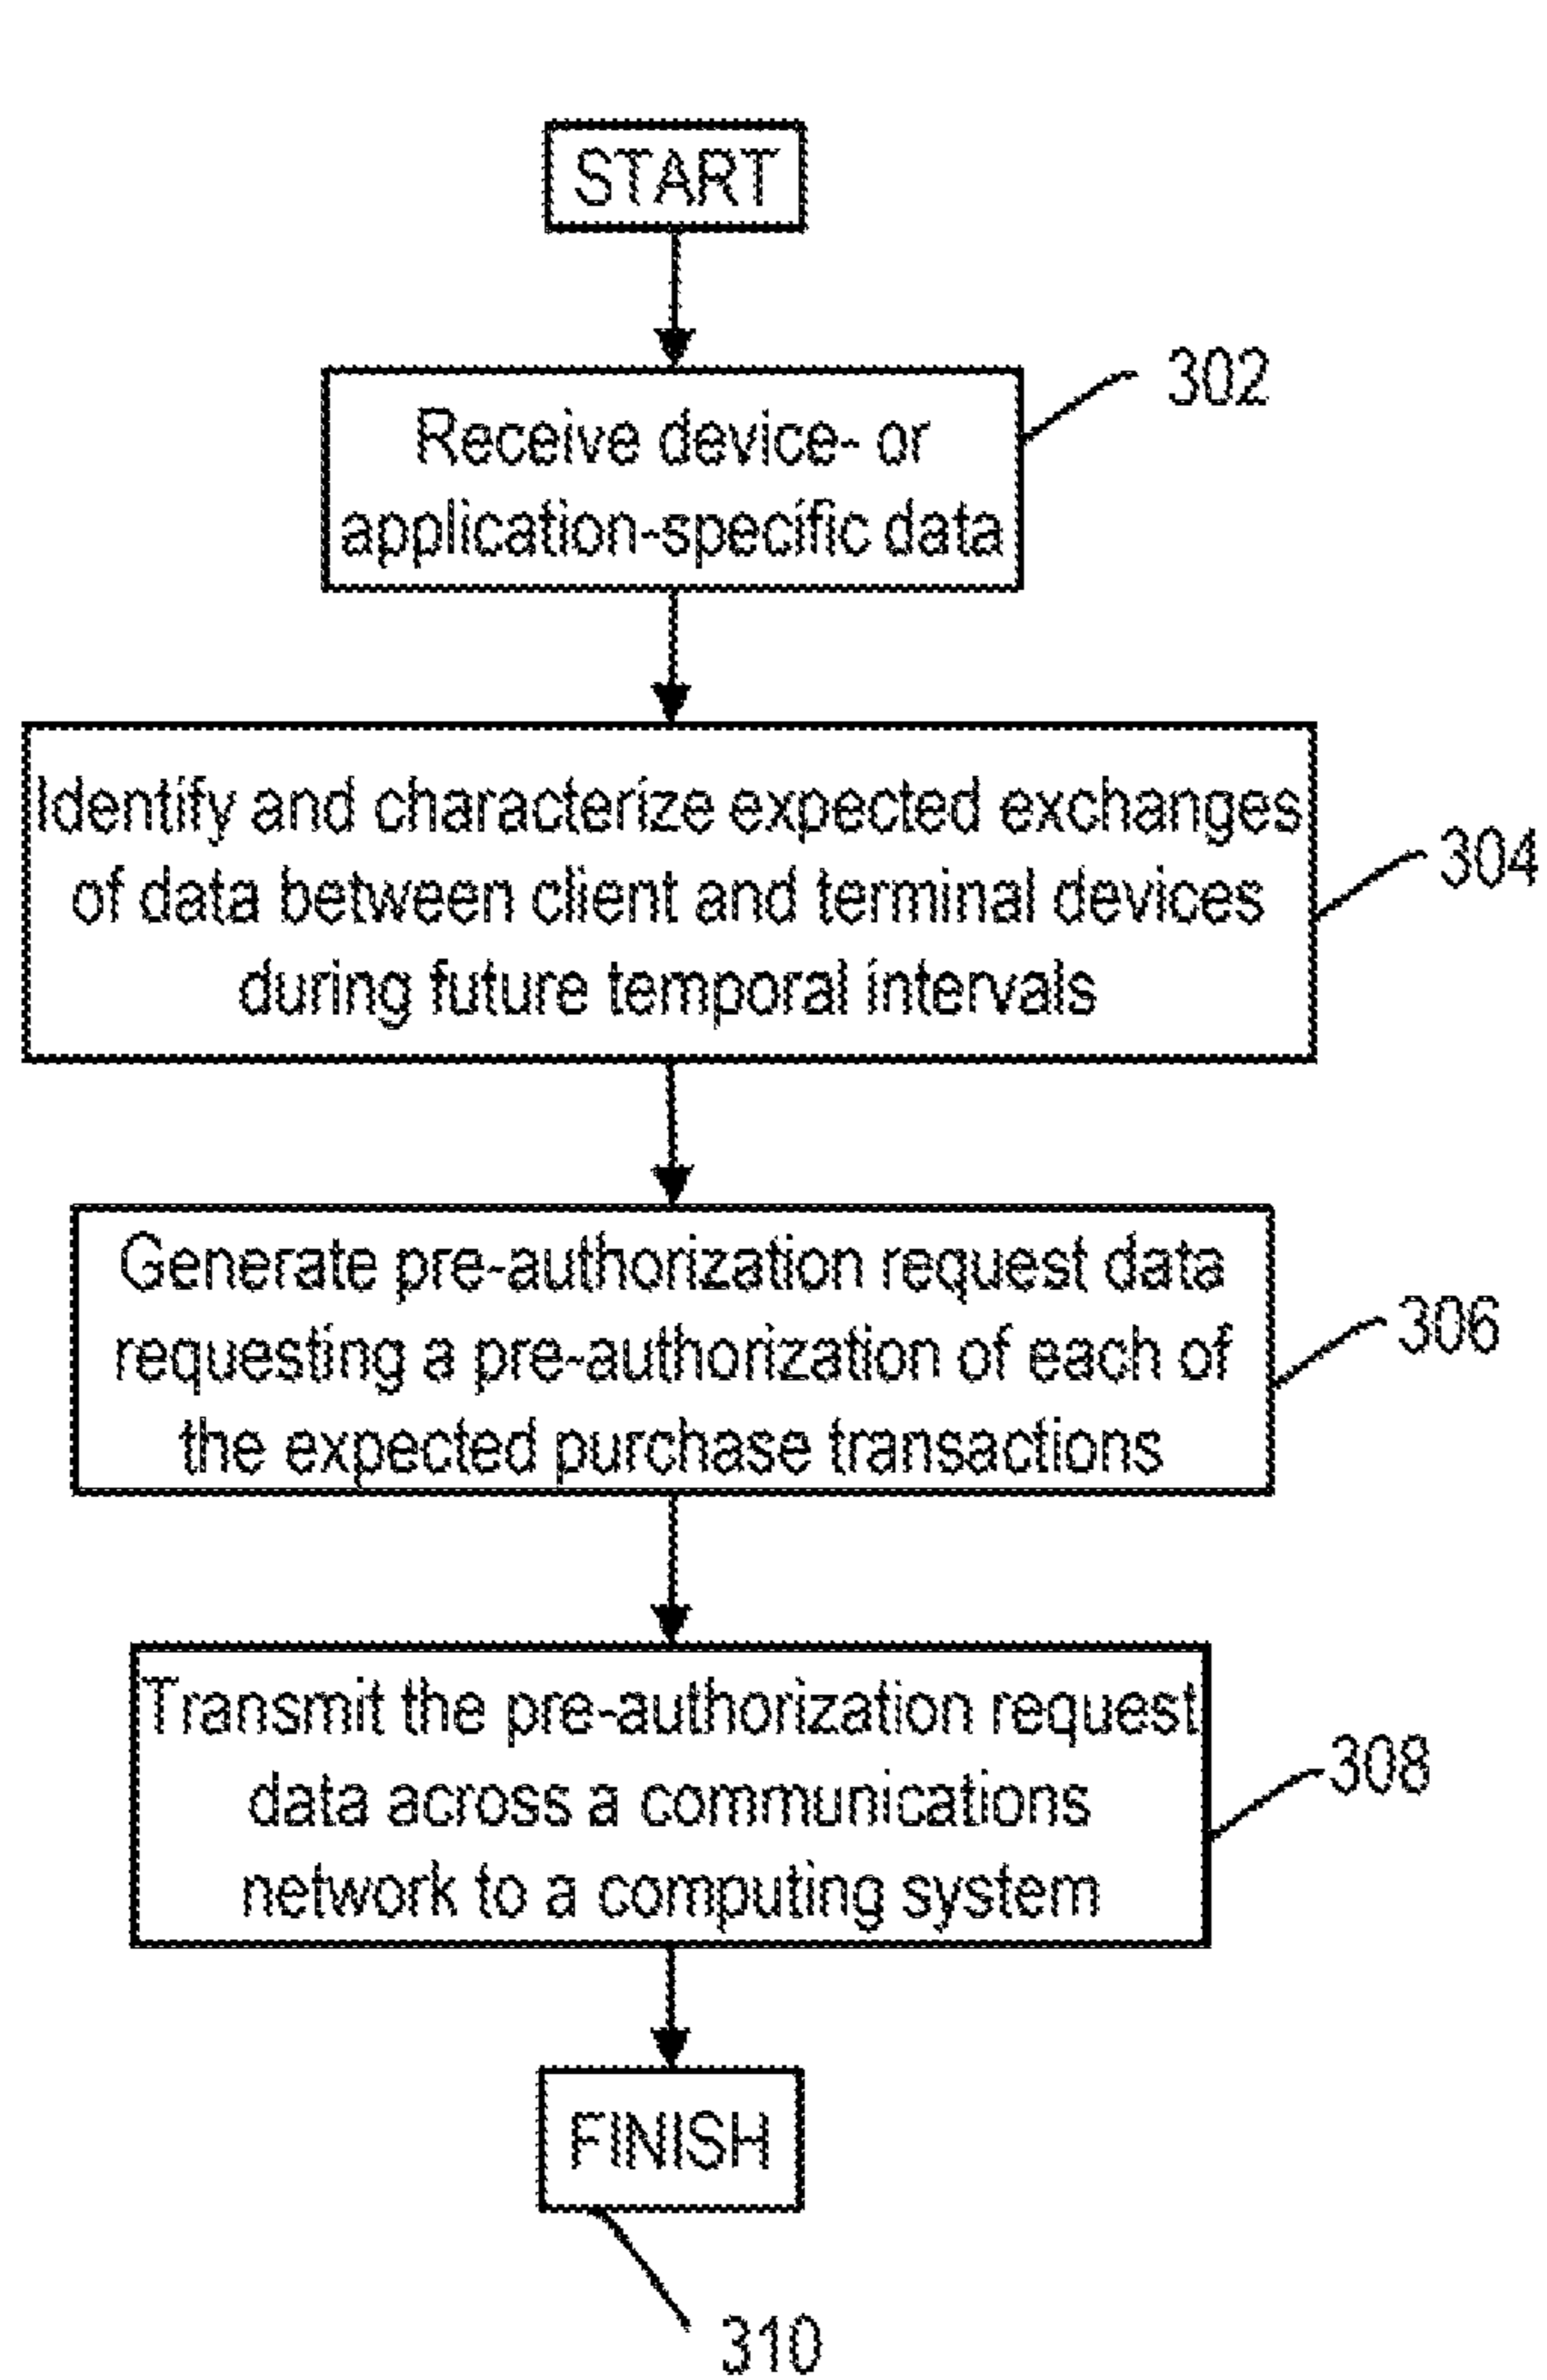 START
302
Receive device- or
application-specific data
Identify and characterize expected exchanges
of data between client and terminal devices
during future temporal intervals
304
Generate pre-authorization request data
requesting a pre-authorization of each of
the expected purchase transactions
306
Transmit the pre-authorization request
data across a communications
network to a computing system
308
FINISH
310